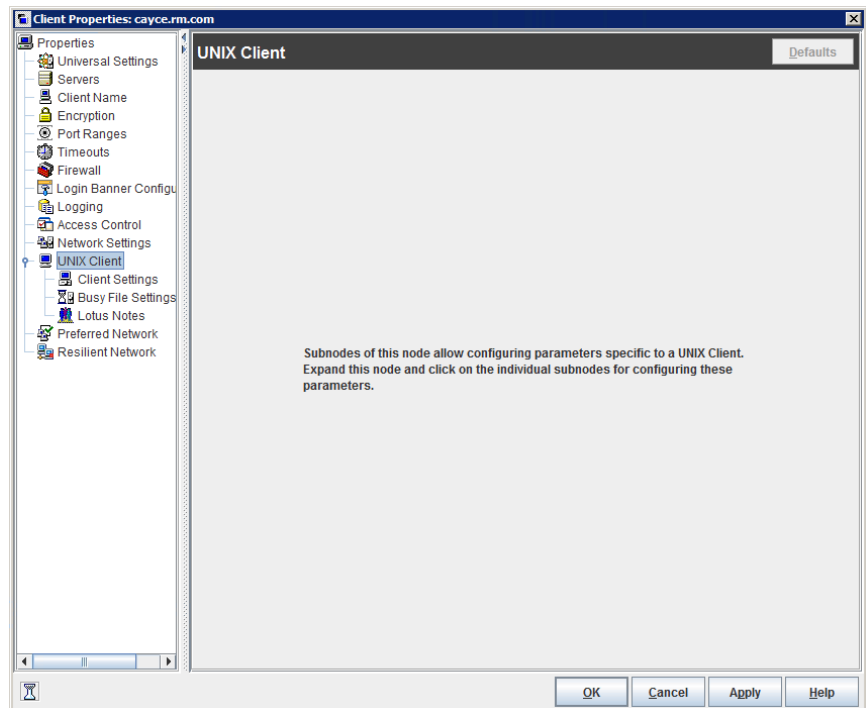 Client Properties: cayce.rm.com
Properties
Universal Settings
Servers
Client Name
Encryption
Port Ranges
Timeouts
Firewall
Login Banner Configu
Logging
Access Control
Network Settings
UNIX Client
Client Settings
Busy File Settings
Lotus Notes
Preferred Network
Resilient Network
UNIX Client
Defaults
Subnodes of this node allow configuring parameters specific to a UNIX Client.
Expand this node and click on the individual subnodes for configuring these
parameters.
OK
Cancel
Apply
Help